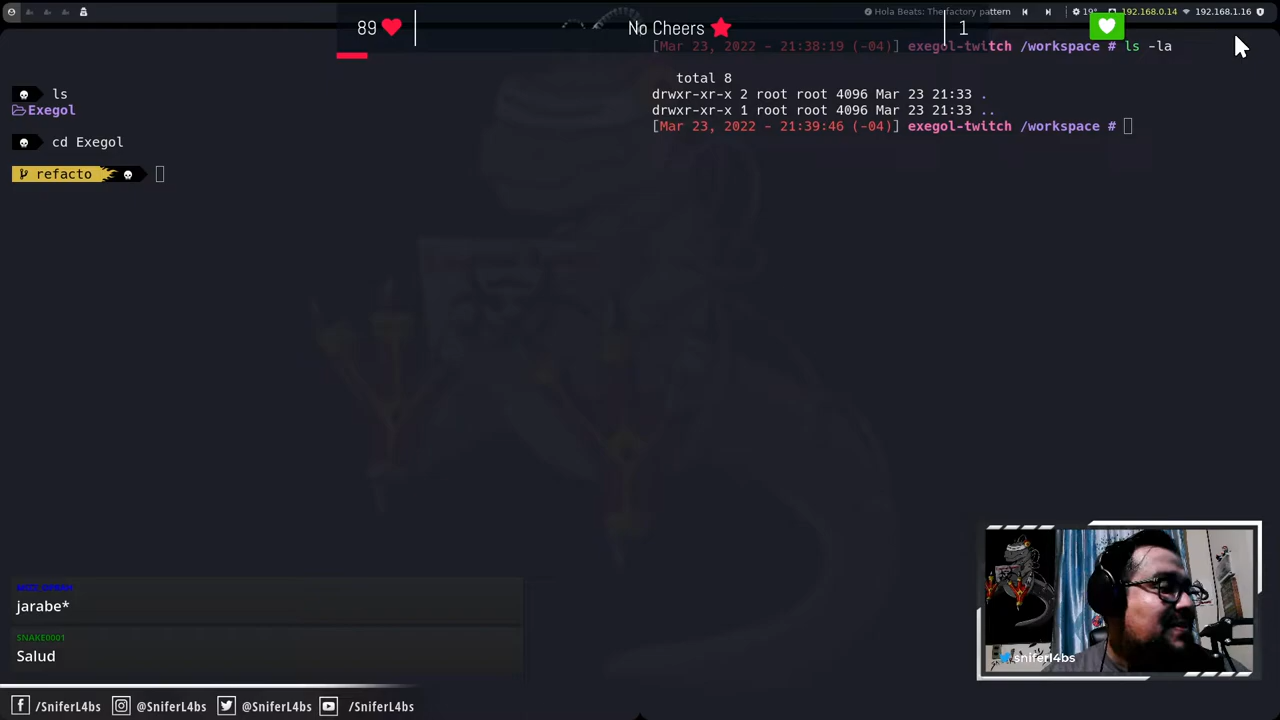 Hola Beats: The factory pattern
19°
192.168.0.14
192.168.1.16
89
No Cheers
1
[Mar 23, 2022 - 21:38:19 (-04)] exegol-twitch /workspace # ls -la
total 8
drwxr-xr-x 2 root root 4096 Mar 23 21:33 .
drwxr-xr-x 1 root root 4096 Mar 23 21:33 ..
[Mar 23, 2022 - 21:39:46 (-04)] exegol-twitch /workspace #
ls
Exegol
cd Exegol
refacto
jarabe*
SNAKE0001
Salud
sniferl4bs
/SniferL4bs
@SniferL4bs
@SniferL4bs
/SniferL4bs